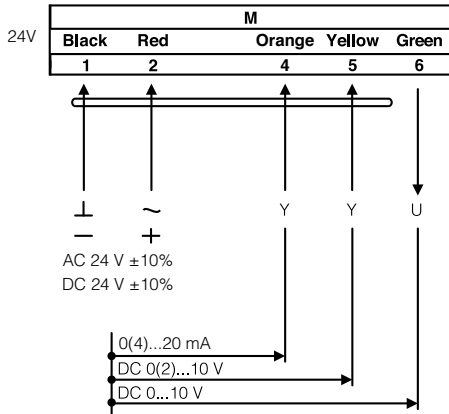 M
24V
Black Red Orange Yellow Green
1 2 4 5 6
⊥ ~ Y Y U
– +
AC 24 V ±10%
DC 24 V ±10%
0(4)...20 mA
DC 0(2)...10 V
DC 0...10 V